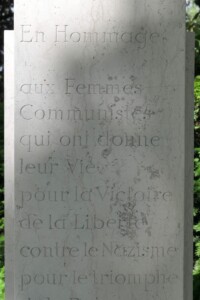 En Hommage
aux Femmes
Communistes
qui ont donné
leur Vie
pour la Victoire
de la Liberté
contre le Nazisme
pour le triomphe